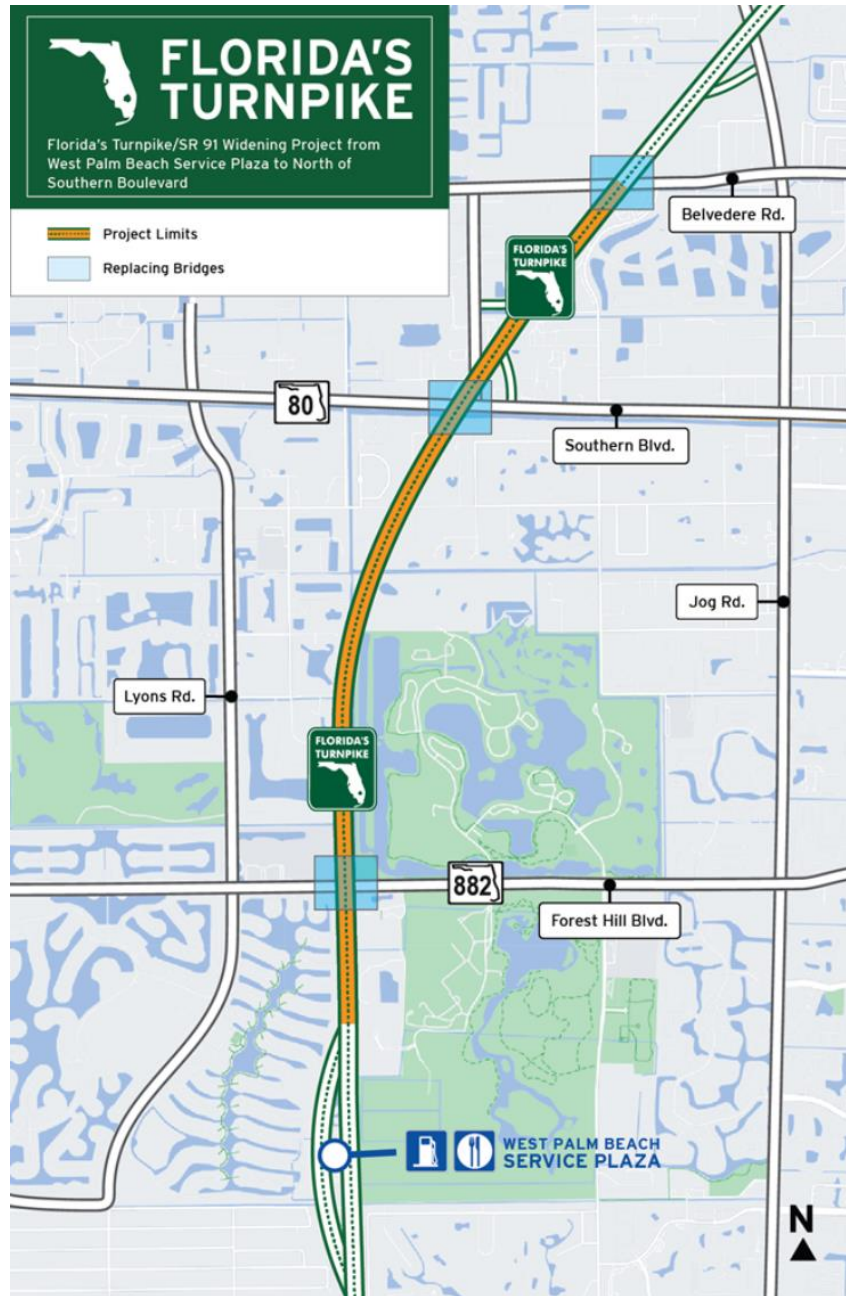 FLORIDA'S
TURNPIKE
Florida's Turnpike/SR 91 Widening Project from
West Palm Beach Service Plaza to North of
Southern Boulevard
Project Limits
Replacing Bridges
Belvedere Rd.
FLORIDA'S
TURNPIKE
80
Southern Blvd.
Jog Rd.
Lyons Rd.
FLORIDA'S
TURNPIKE
882
Forest Hill Blvd.
WEST PALM BEACH
SERVICE PLAZA
N